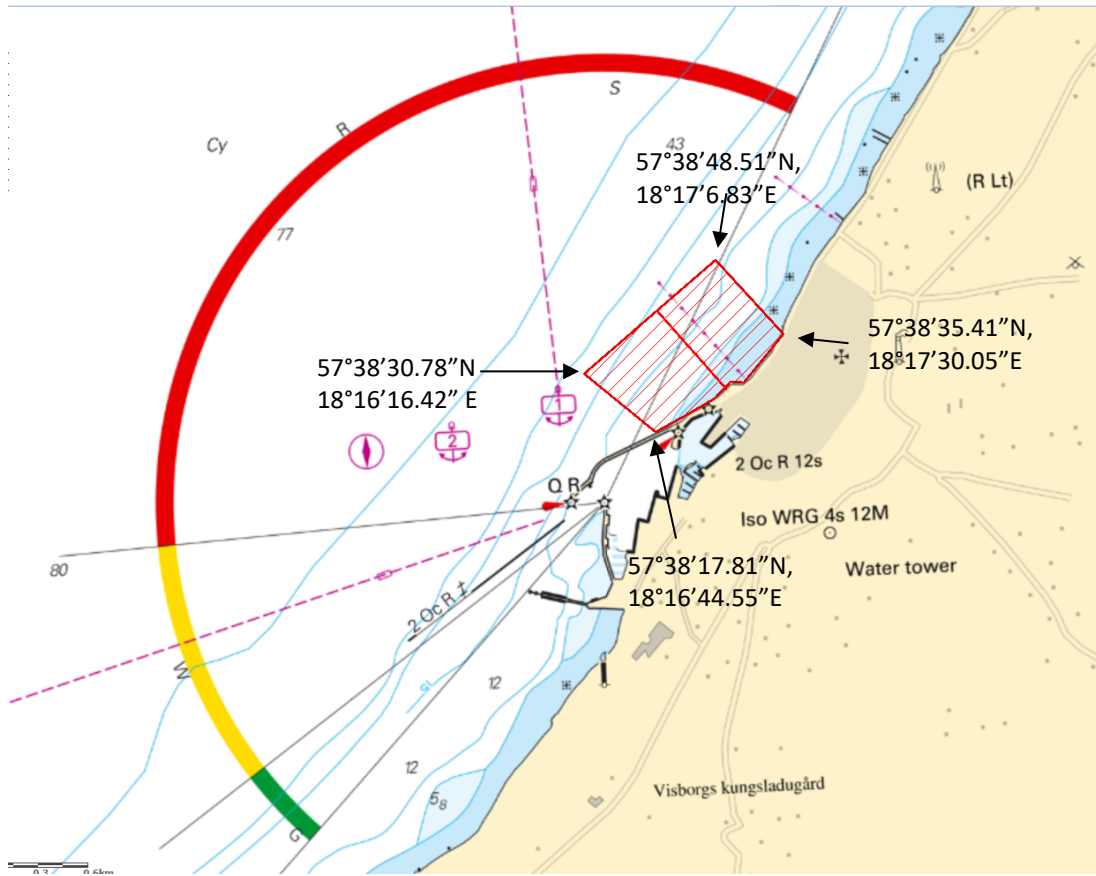 S
R
Cy
43
57°38’48.51”N,
18°17’6.83”E
(R Lt)
77
57°38’35.41”N,
18°17’30.05”E
57°38’30.78”N
18°16’16.42” E
1
2
2 Oc R 12s
Q R
Iso WRG 4s 12M
80
57°38’17.81”N,
18°16’44.55”E
Water tower
2 Oc R ‡
W
15
12
12
5₈
Visborgs kungsladugård
G
0.3 0.6km